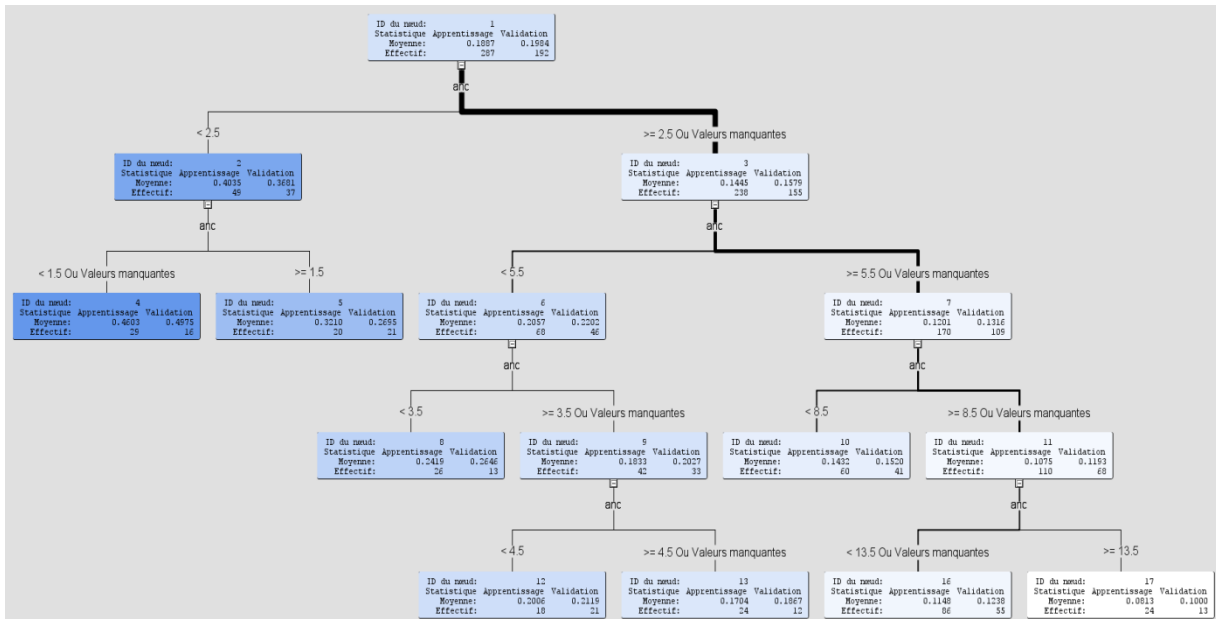 ID du nœud: 1
Statistique Apprentissage Validation
Moyenne: 0.1887 0.1984
Effectif: 287 192
anc
< 2.5
>= 2.5 Ou Valeurs manquantes
ID du nœud: 2
Statistique Apprentissage Validation
Moyenne: 0.4035 0.3681
Effectif: 49 37
ID du nœud: 3
Statistique Apprentissage Validation
Moyenne: 0.1445 0.1579
Effectif: 238 155
anc
anc
< 1.5 Ou Valeurs manquantes
>= 1.5
< 5.5
>= 5.5 Ou Valeurs manquantes
ID du nœud: 4
Statistique Apprentissage Validation
Moyenne: 0.4603 0.4975
Effectif: 29 16
ID du nœud: 5
Statistique Apprentissage Validation
Moyenne: 0.3210 0.2695
Effectif: 20 21
ID du nœud: 6
Statistique Apprentissage Validation
Moyenne: 0.2057 0.2202
Effectif: 68 46
ID du nœud: 7
Statistique Apprentissage Validation
Moyenne: 0.1201 0.1316
Effectif: 170 109
anc
anc
< 3.5
>= 3.5 Ou Valeurs manquantes
< 8.5
>= 8.5 Ou Valeurs manquantes
ID du nœud: 8
Statistique Apprentissage Validation
Moyenne: 0.2419 0.2646
Effectif: 26 13
ID du nœud: 9
Statistique Apprentissage Validation
Moyenne: 0.1833 0.2027
Effectif: 42 33
ID du nœud: 10
Statistique Apprentissage Validation
Moyenne: 0.1432 0.1520
Effectif: 60 41
ID du nœud: 11
Statistique Apprentissage Validation
Moyenne: 0.1075 0.1193
Effectif: 110 68
anc
anc
< 4.5
>= 4.5 Ou Valeurs manquantes
< 13.5 Ou Valeurs manquantes
>= 13.5
ID du nœud: 12
Statistique Apprentissage Validation
Moyenne: 0.2006 0.2119
Effectif: 18 21
ID du nœud: 13
Statistique Apprentissage Validation
Moyenne: 0.1704 0.1867
Effectif: 24 12
ID du nœud: 16
Statistique Apprentissage Validation
Moyenne: 0.1148 0.1238
Effectif: 86 55
ID du nœud: 17
Statistique Apprentissage Validation
Moyenne: 0.0813 0.1000
Effectif: 24 13